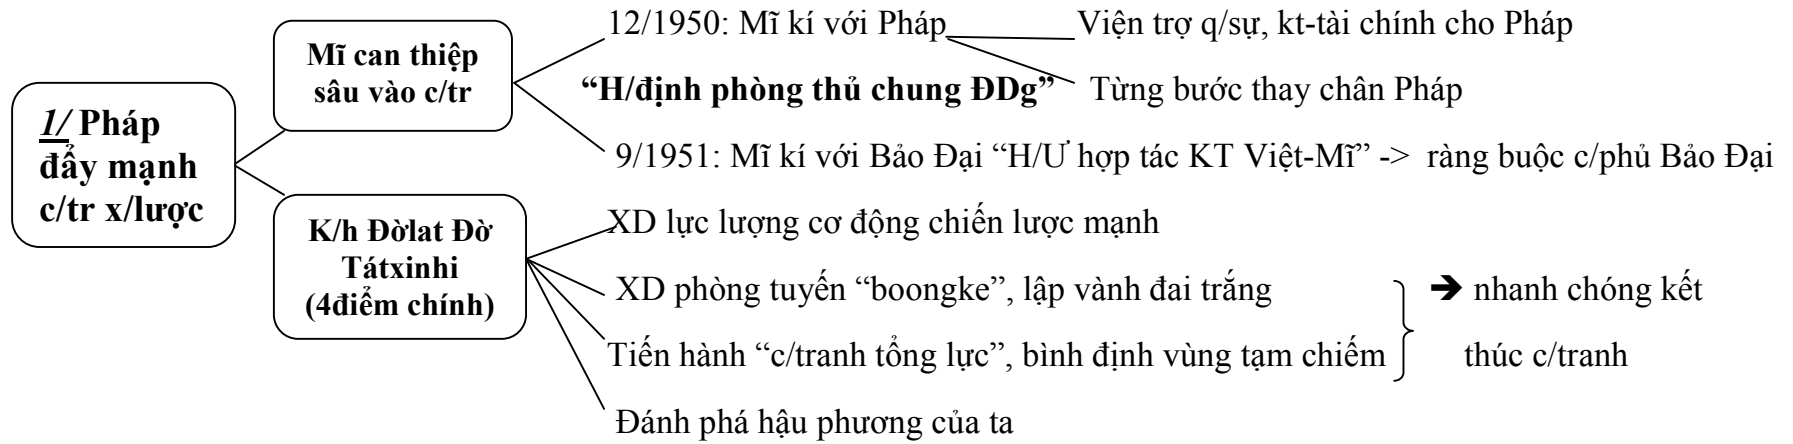 1/ Pháp
đẩy mạnh
c/tr x/lược
Mĩ can thiệp
sâu vào c/tr
12/1950: Mĩ kí với Pháp
Viện trợ q/sự, kt-tài chính cho Pháp
“H/định phòng thủ chung ĐDg”
Từng bước thay chân Pháp
9/1951: Mĩ kí với Bảo Đại “H/Ư hợp tác KT Việt-Mĩ” -> ràng buộc c/phủ Bảo Đại
K/h Đờlat Đờ
Tátxinhi
(4điểm chính)
XD lực lượng cơ động chiến lược mạnh
XD phòng tuyến “boongke”, lập vành đai trắng
Tiến hành “c/tranh tổng lực”, bình định vùng tạm chiếm
Đánh phá hậu phương của ta
➔ nhanh chóng kết
thúc c/tranh